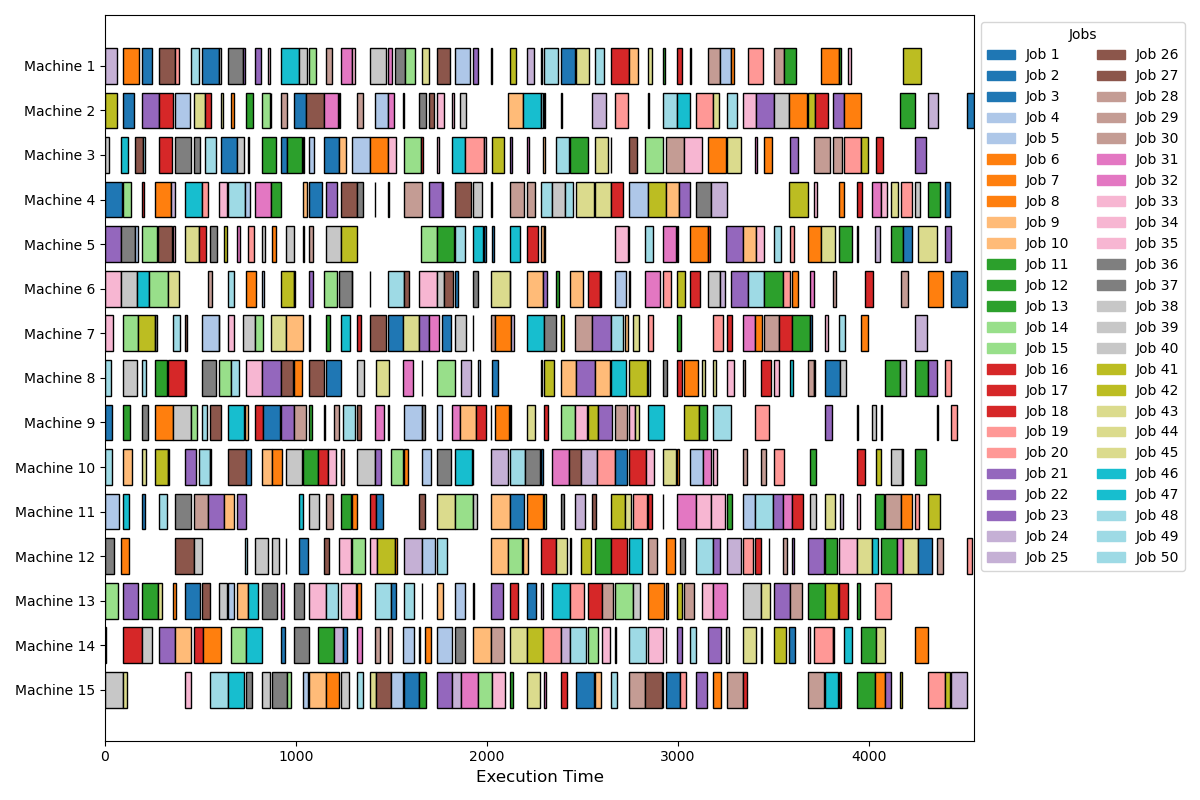 Machine 1
Machine 2
Machine 3
Machine 4
Machine 5
Machine 6
Machine 7
Machine 8
Machine 9
Machine 10
Machine 11
Machine 12
Machine 13
Machine 14
Machine 15
0 1000 2000 3000 4000
Execution Time
Jobs
Job 1
Job 2
Job 3
Job 4
Job 5
Job 6
Job 7
Job 8
Job 9
Job 10
Job 11
Job 12
Job 13
Job 14
Job 15
Job 16
Job 17
Job 18
Job 19
Job 20
Job 21
Job 22
Job 23
Job 24
Job 25
Job 26
Job 27
Job 28
Job 29
Job 30
Job 31
Job 32
Job 33
Job 34
Job 35
Job 36
Job 37
Job 38
Job 39
Job 40
Job 41
Job 42
Job 43
Job 44
Job 45
Job 46
Job 47
Job 48
Job 49
Job 50